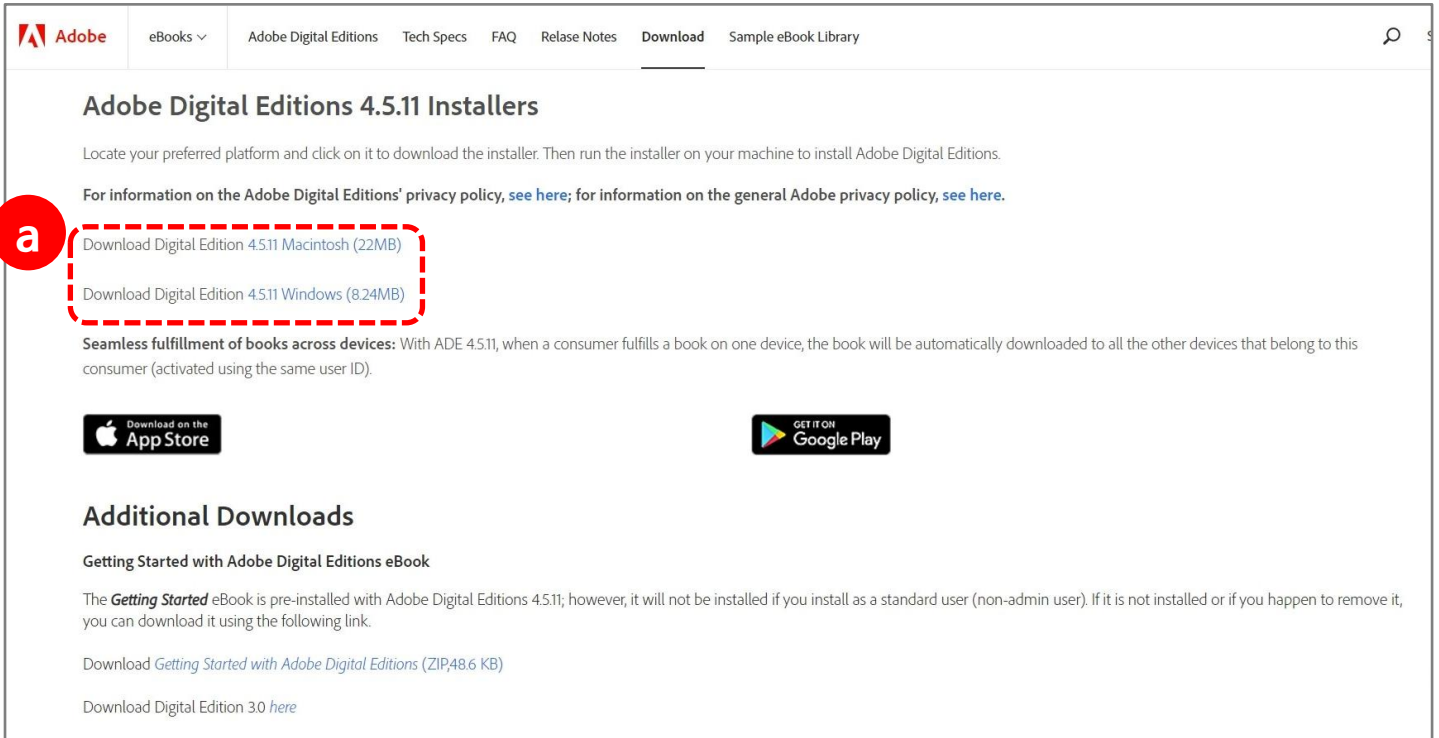 Adobe eBooks Adobe Digital Editions Tech Specs FAQ Relase Notes Download Sample eBook Library
Adobe Digital Editions 4.5.11 Installers
Locate your preferred platform and click on it to download the installer. Then run the installer on your machine to install Adobe Digital Editions.
For information on the Adobe Digital Editions' privacy policy, see here; for information on the general Adobe privacy policy, see here.
a
Download Digital Edition 4.5.11 Macintosh (22MB)
Download Digital Edition 4.5.11 Windows (8.24MB)
Seamless fulfillment of books across devices: With ADE 4.5.11, when a consumer fulfills a book on one device, the book will be automatically downloaded to all the other devices that belong to this
consumer (activated using the same user ID).
Download on the
App Store
GET IT ON
Google Play
Additional Downloads
Getting Started with Adobe Digital Editions eBook
The Getting Started eBook is pre-installed with Adobe Digital Editions 4.5.11; however, it will not be installed if you install as a standard user (non-admin user). If it is not installed or if you happen to remove it,
you can download it using the following link.
Download Getting Started with Adobe Digital Editions (ZIP,48.6 KB)
Download Digital Edition 3.0 here